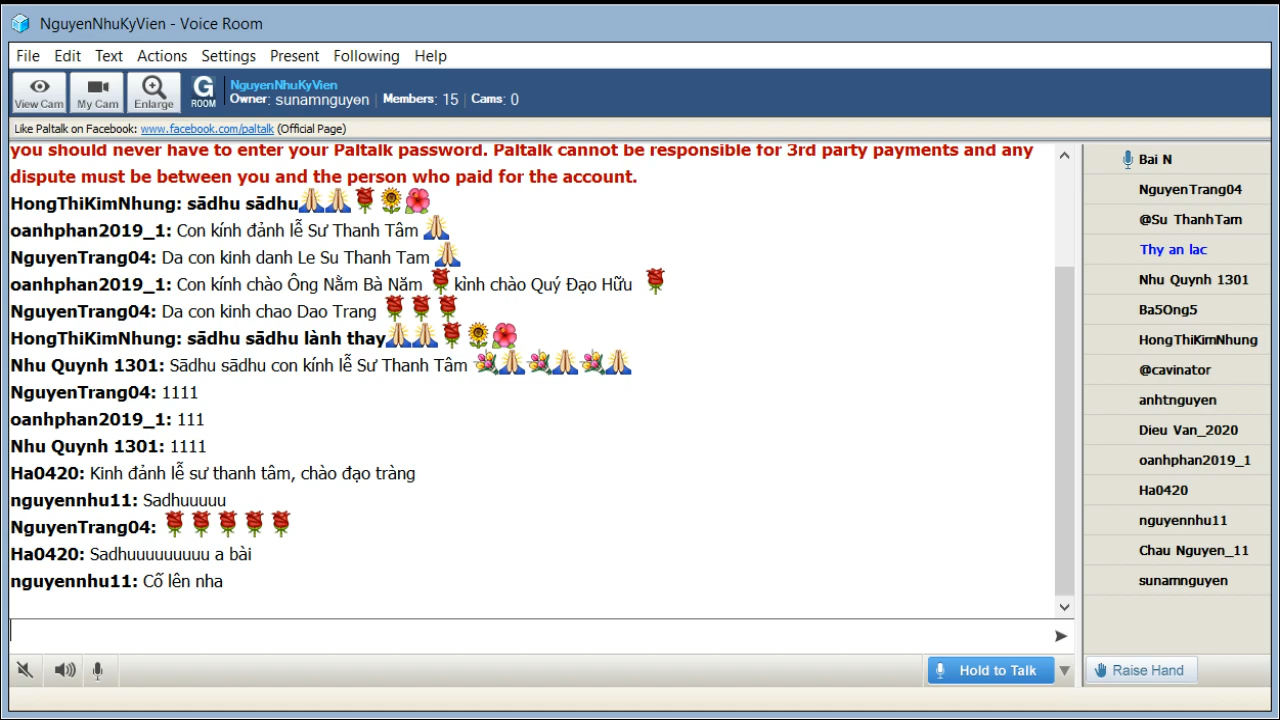 NguyenNhuKyVien - Voice Room
File Edit Text Actions Settings Present Following Help
View Cam My Cam Enlarge G ROOM
NguyenNhuKyVien
Owner: sunamnguyen | Members: 15 | Cams: 0
Like Paltalk on Facebook: www.facebook.com/paltalk (Official Page)
you should never have to enter your Paltalk password. Paltalk cannot be responsible for 3rd party payments and any
dispute must be between you and the person who paid for the account.
HongThiKimNhung: sādhu sādhu
oanhphan2019_1: Con kính đảnh lễ Sư Thanh Tâm
NguyenTrang04: Da con kinh danh Le Su Thanh Tam
oanhphan2019_1: Con kính chào Ông Nằm Bà Năm kình chào Quý Đạo Hữu
NguyenTrang04: Da con kinh chao Dao Trang
HongThiKimNhung: sādhu sādhu lành thay
Nhu Quynh 1301: Sādhu sādhu con kính lễ Sư Thanh Tâm
NguyenTrang04: 1111
oanhphan2019_1: 111
Nhu Quynh 1301: 1111
Ha0420: Kinh đảnh lễ sư thanh tâm, chào đạo tràng
nguyennhu11: Sadhuuuuu
NguyenTrang04:
Ha0420: Sadhuuuuuuuuu a bài
nguyennhu11: Cố lên nha
Hold to Talk
Bai N
NguyenTrang04
@Su ThanhTam
Thy an lac
Nhu Quynh 1301
Ba5Ong5
HongThiKimNhung
@cavinator
anhtnguyen
Dieu Van_2020
oanhphan2019_1
Ha0420
nguyennhu11
Chau Nguyen_11
sunamnguyen
Raise Hand